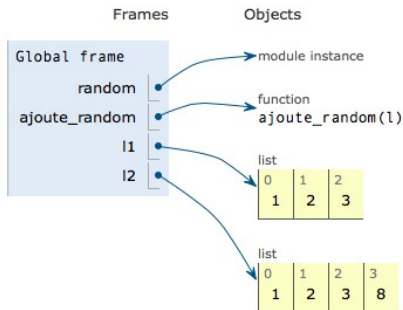 Frames Objects
Global frame
random
module instance
ajoute_random
function
ajoute_random(l)
l1
list
0 1 2
1 2 3
l2
list
0 1 2 3
1 2 3 8